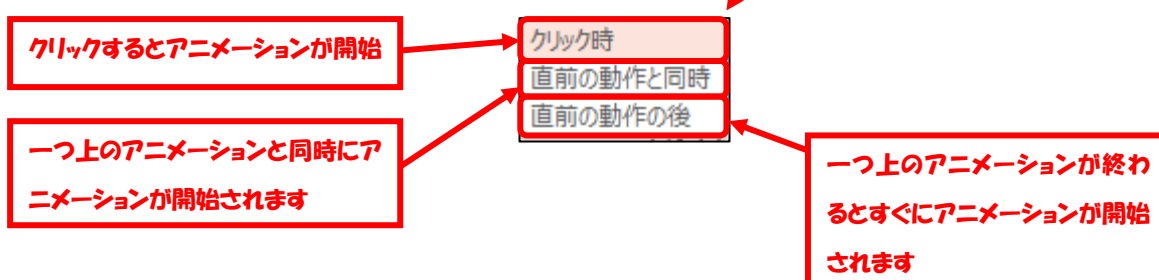 クリックするとアニメーションが開始
クリック時
直前の動作と同時
直前の動作の後
一つ上のアニメーションと同時にア
ニメーションが開始されます
一つ上のアニメーションが終わ
るとすぐにアニメーションが開始
されます